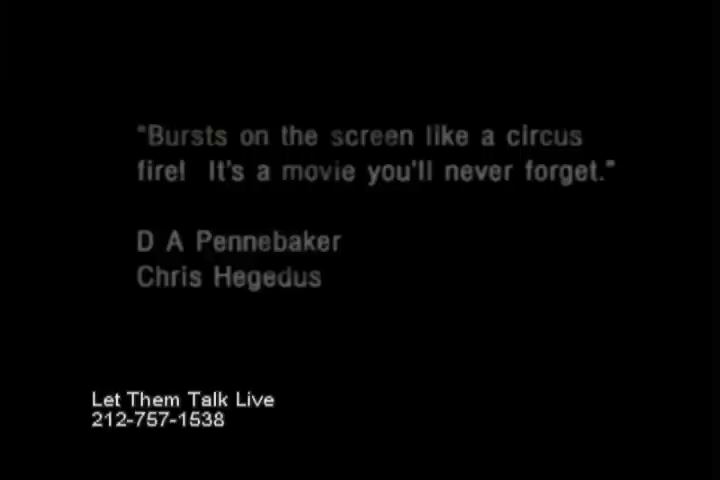 "Bursts on the screen like a circus
fire! It's a movie you'll never forget."
D A Pennebaker
Chris Hegedus
Let Them Talk Live
212-757-1538